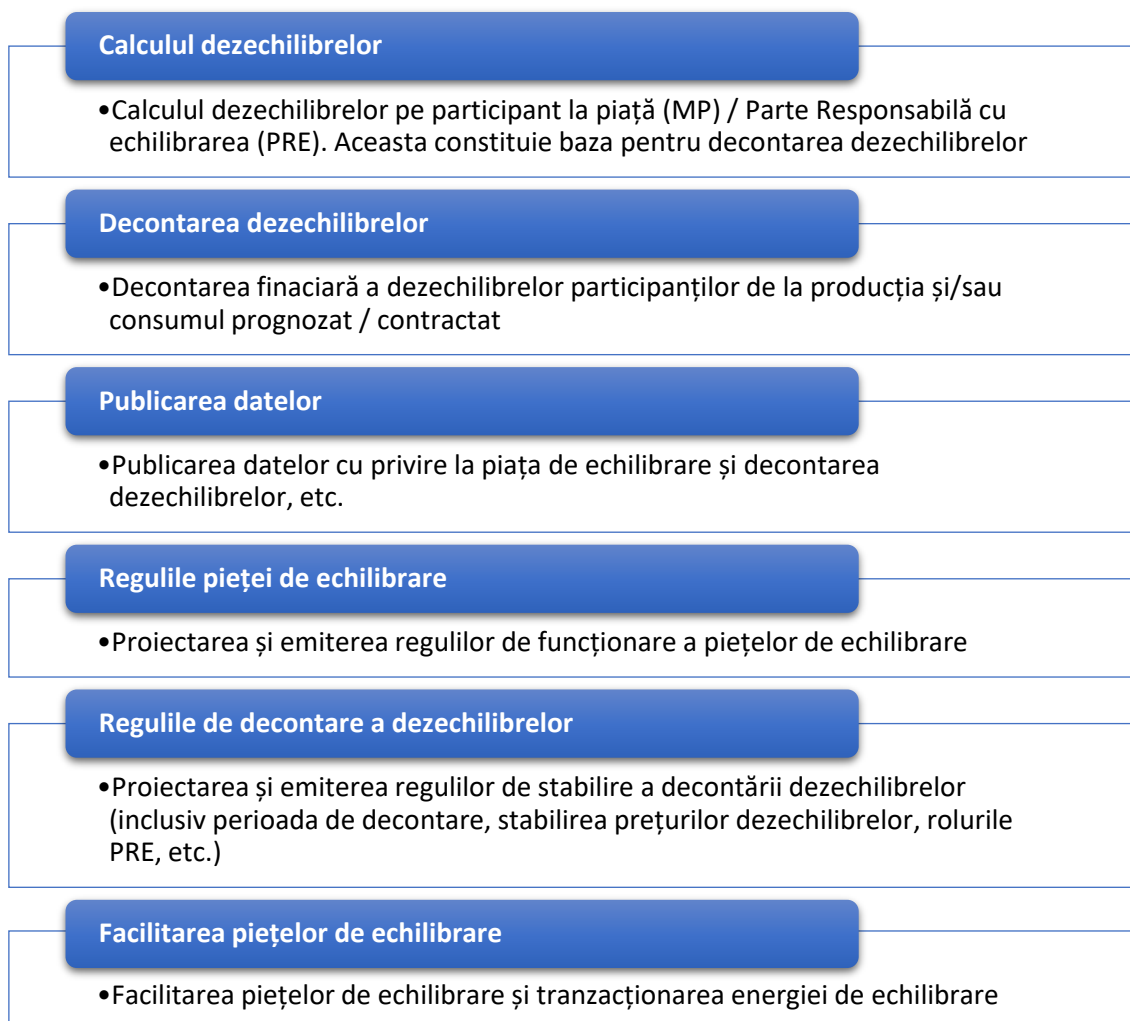 Calculul dezechilibrelor
•Calculul dezechilibrelor pe participant la piață (MP) / Parte Responsabilă cu
echilibrarea (PRE). Aceasta constituie baza pentru decontarea dezechilibrelor
Decontarea dezechilibrelor
•Decontarea finaciară a dezechilibrelor participanților de la producția și/sau
consumul prognozat / contractat
Publicarea datelor
•Publicarea datelor cu privire la piața de echilibrare și decontarea
dezechilibrelor, etc.
Regulile pieței de echilibrare
•Proiectarea și emiterea regulilor de funcționare a piețelor de echilibrare
Regulile de decontare a dezechilibrelor
•Proiectarea și emiterea regulilor de stabilire a decontării dezechilibrelor
(inclusiv perioada de decontare, stabilirea prețurilor dezechilibrelor, rolurile
PRE, etc.)
Facilitarea piețelor de echilibrare
•Facilitarea piețelor de echilibrare și tranzacționarea energiei de echilibrare